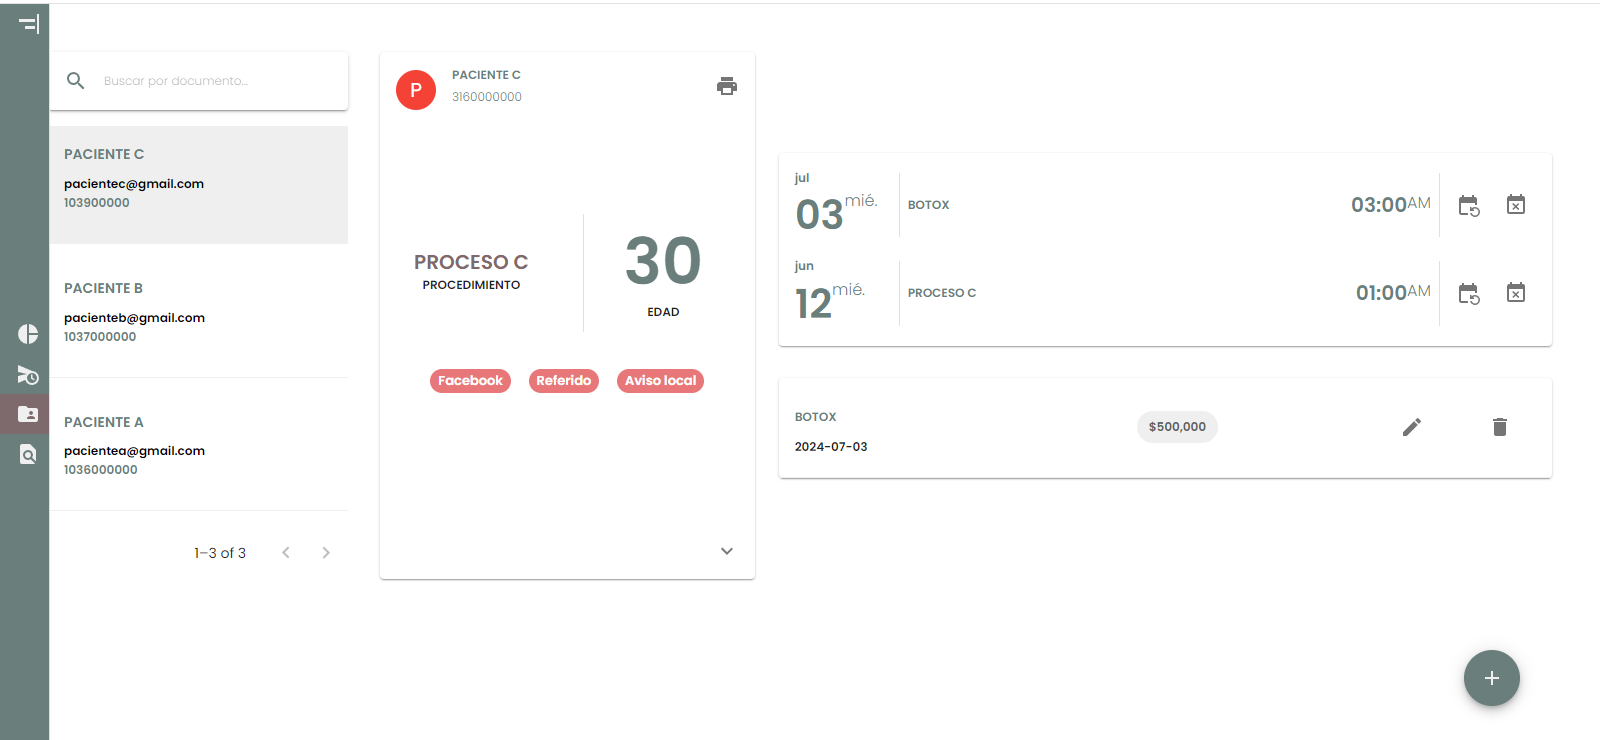 Buscar por documento...
PACIENTE C
pacientec@gmail.com
103900000
PACIENTE B
pacienteb@gmail.com
1037000000
PACIENTE A
pacientea@gmail.com
1036000000
1–3 of 3
P
PACIENTE C
3160000000
PROCESO C
PROCEDIMIENTO
30
EDAD
Facebook
Referido
Aviso local
jul
03 mié.
BOTOX
03:00AM
jun
12 mié.
PROCESO C
01:00AM
BOTOX
2024-07-03
$500,000